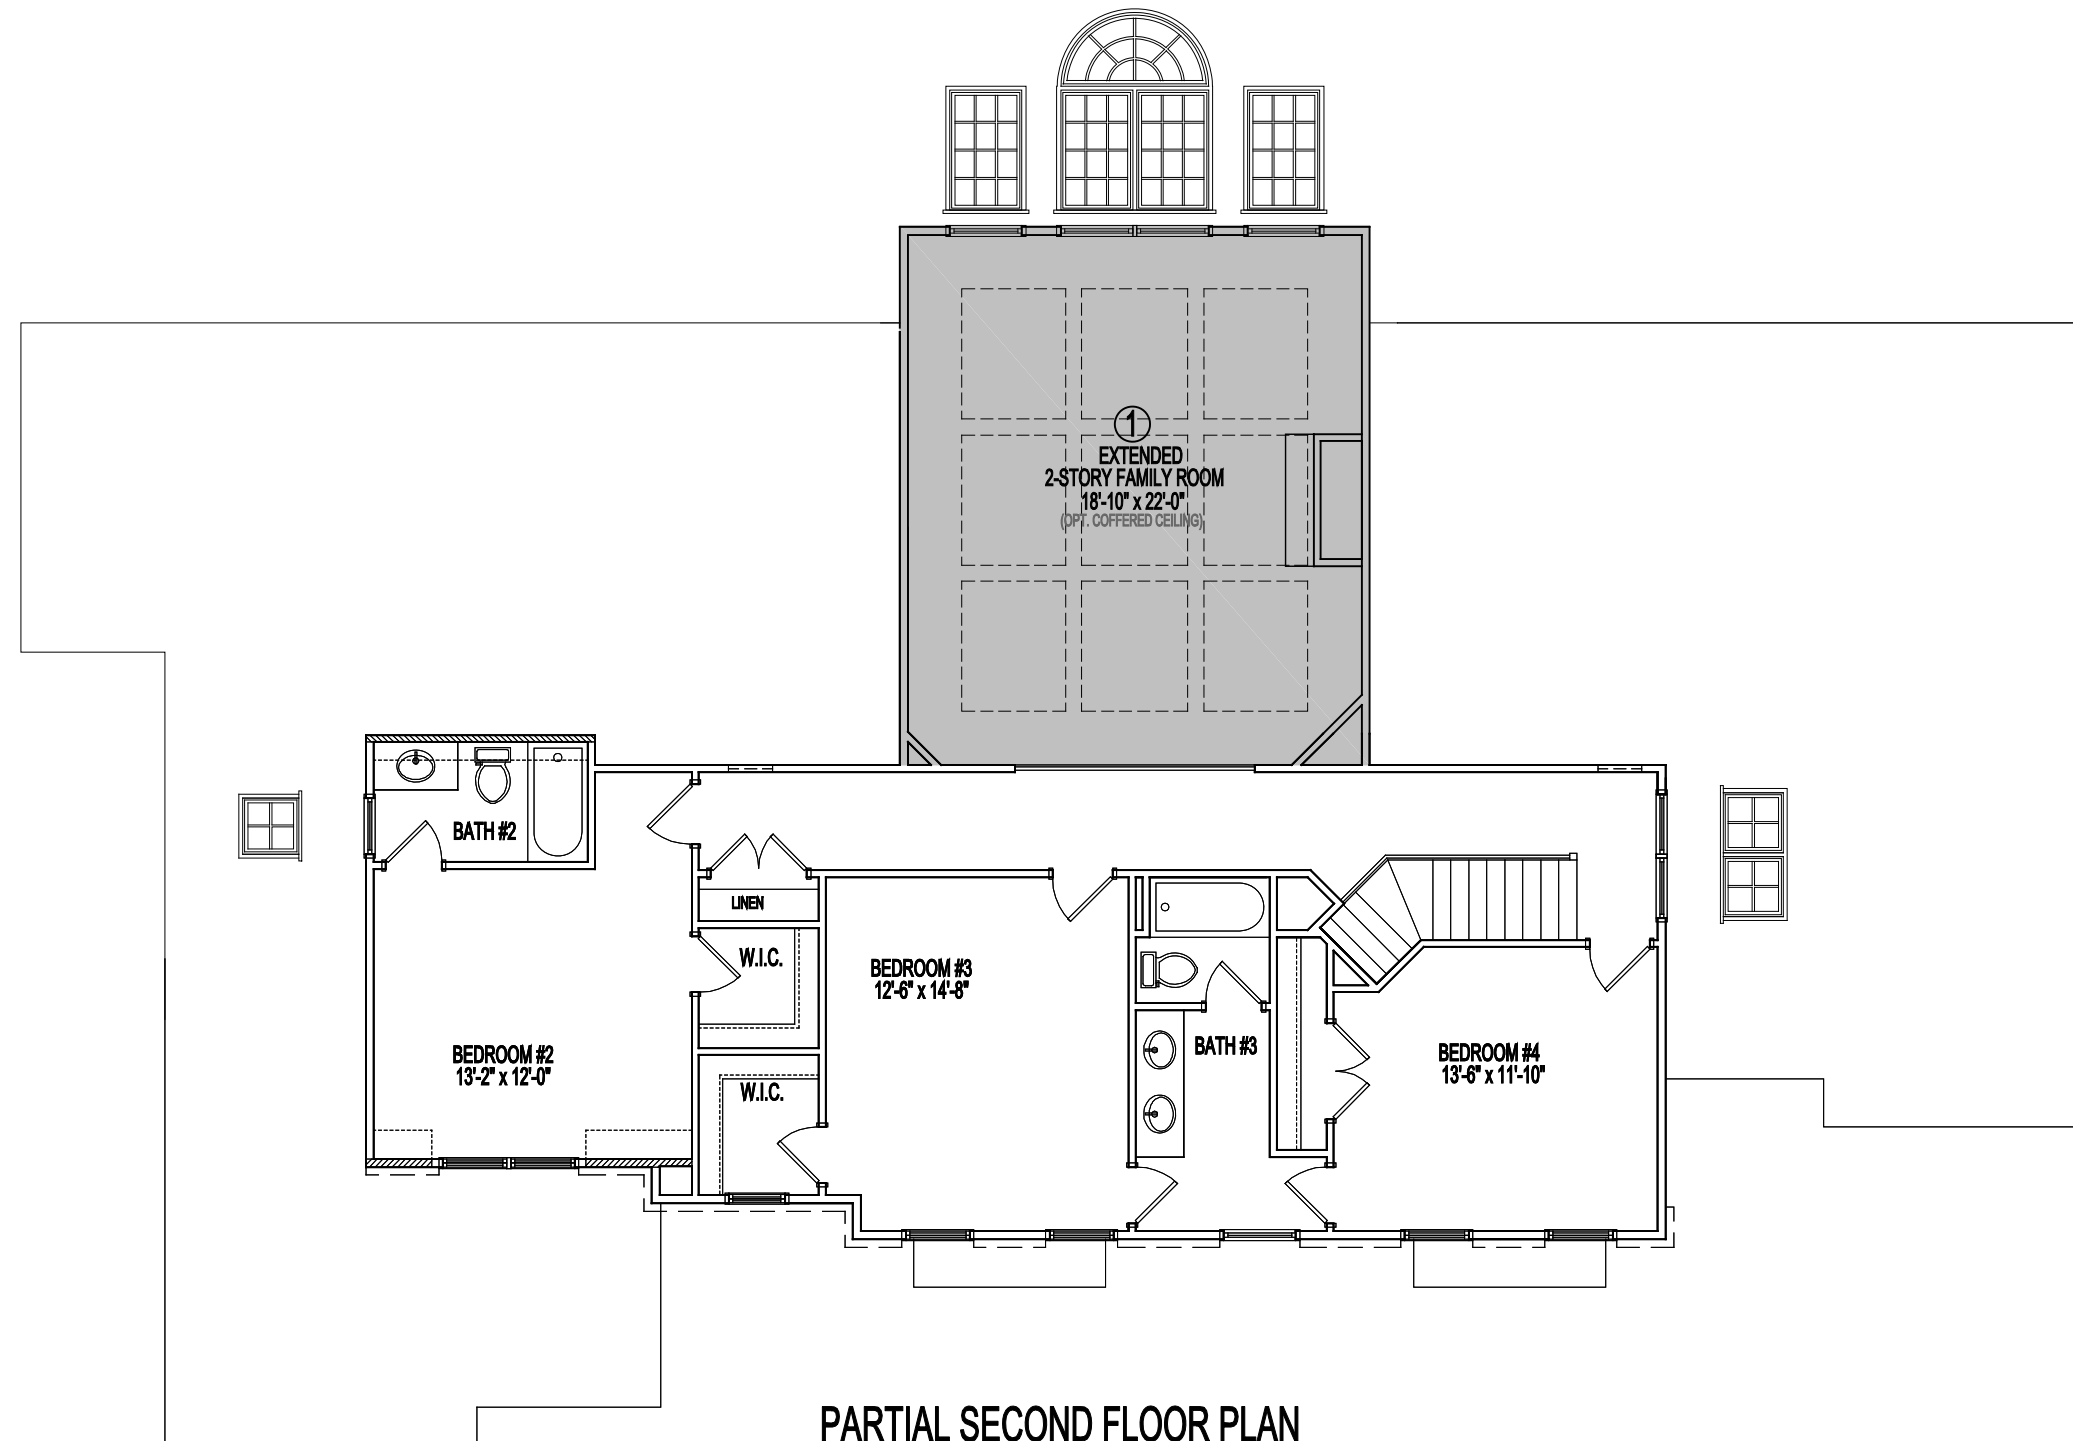 1
EXTENDED
2-STORY FAMILY ROOM
18'-10" x 22'-0"
(OPT. COFFERED CEILING)
BATH #2
LINEN
W.I.C.
BEDROOM #3
12'-6" x 14'-8"
BATH #3
BEDROOM #2
13'-2" x 12'-0"
BEDROOM #4
13'-6" x 11'-10"
W.I.C.
PARTIAL SECOND FLOOR PLAN